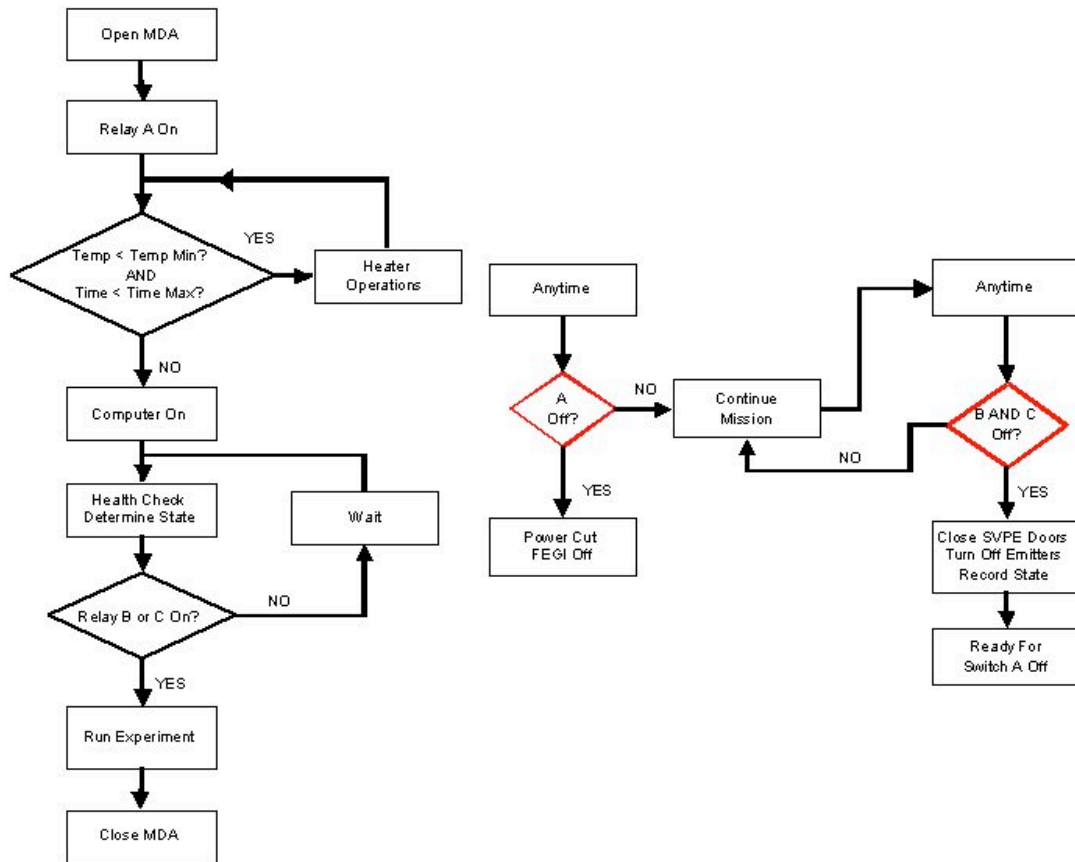 Open MDA
Relay A On
Temp < Temp Min?
AND
Time < Time Max?
YES
Heater
Operations
NO
Computer On
Health Check
Determine State
Wait
Relay B or C On?
NO
YES
Run Experiment
Close MDA
Anytime
A
Off?
NO
YES
Power Cut
FEGI Off
Continue
Mission
Anytime
B AND C
Off?
NO
YES
Close SVPE Doors
Turn Off Emitters
Record State
Ready For
Switch A Off